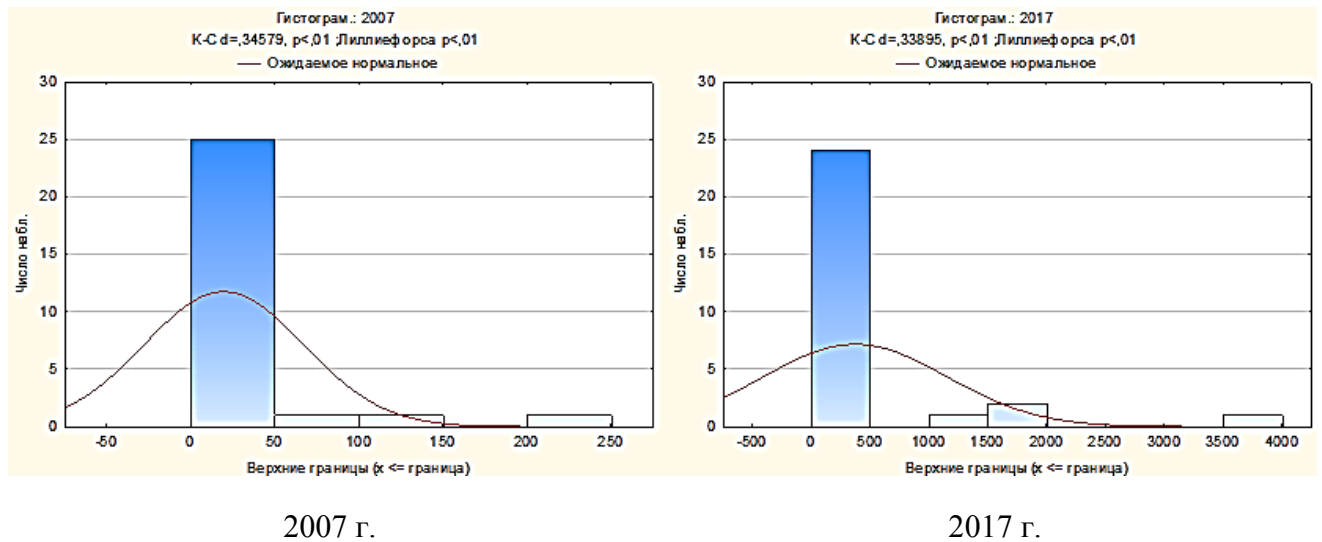 Гистограм.: 2007
К-С d=,34579, p<,01 ;Лиллиефорса p<,01
Ожидаемое нормальное
30
25
20
15
10
5
0
Число набл.
-50 0 50 100 150 200 250
Верхние границы (x <= граница)
2007 г.
Гистограм.: 2017
К-С d=,33895, p<,01 ;Лиллиефорса p<,01
Ожидаемое нормальное
30
25
20
15
10
5
0
Число набл.
-500 0 500 1000 1500 2000 2500 3000 3500 4000
Верхние границы (x <= граница)
2017 г.